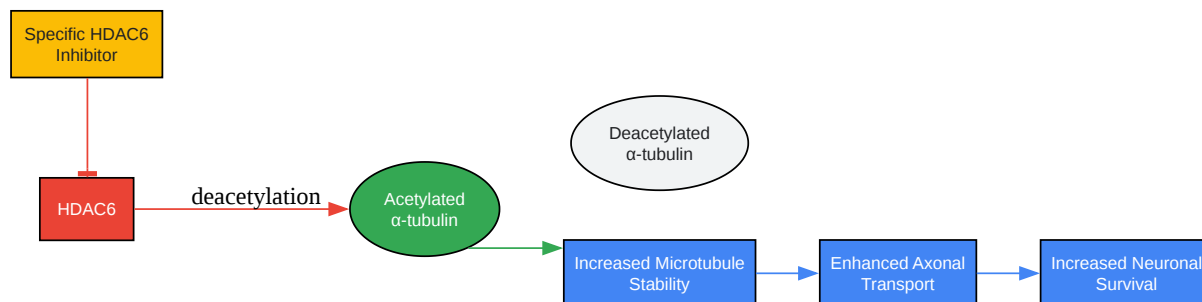 Specific HDAC6
Inhibitor
HDAC6
deacetylation
Acetylated
α-tubulin
Deacetylated
α-tubulin
Increased Microtubule
Stability
Enhanced Axonal
Transport
Increased Neuronal
Survival